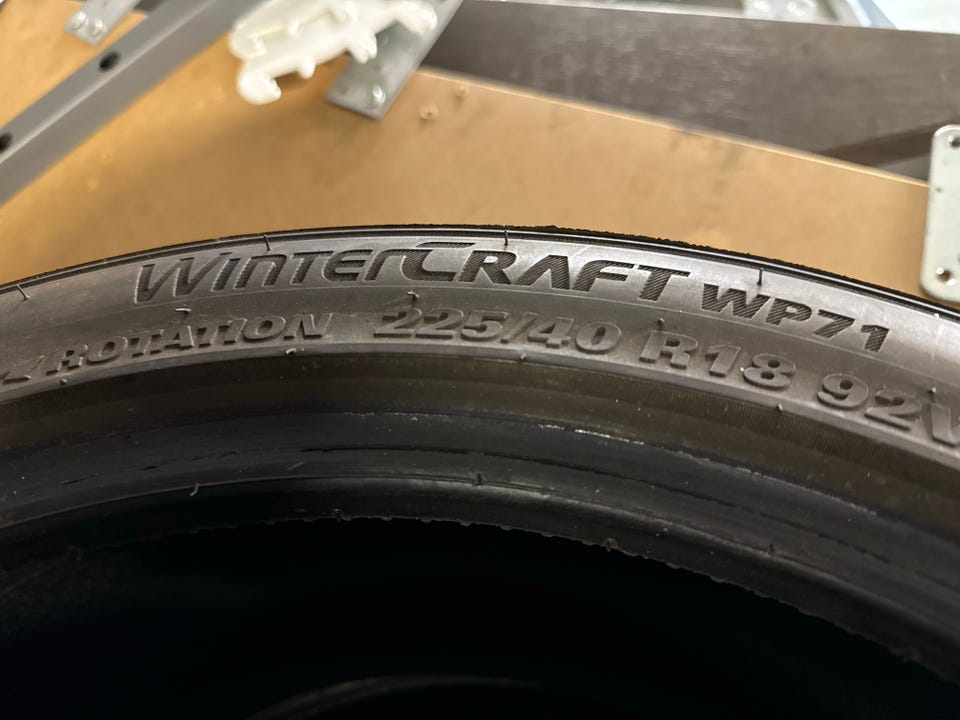 WINTERCRAFT WP71
ROTATION 225/40 R18 92V